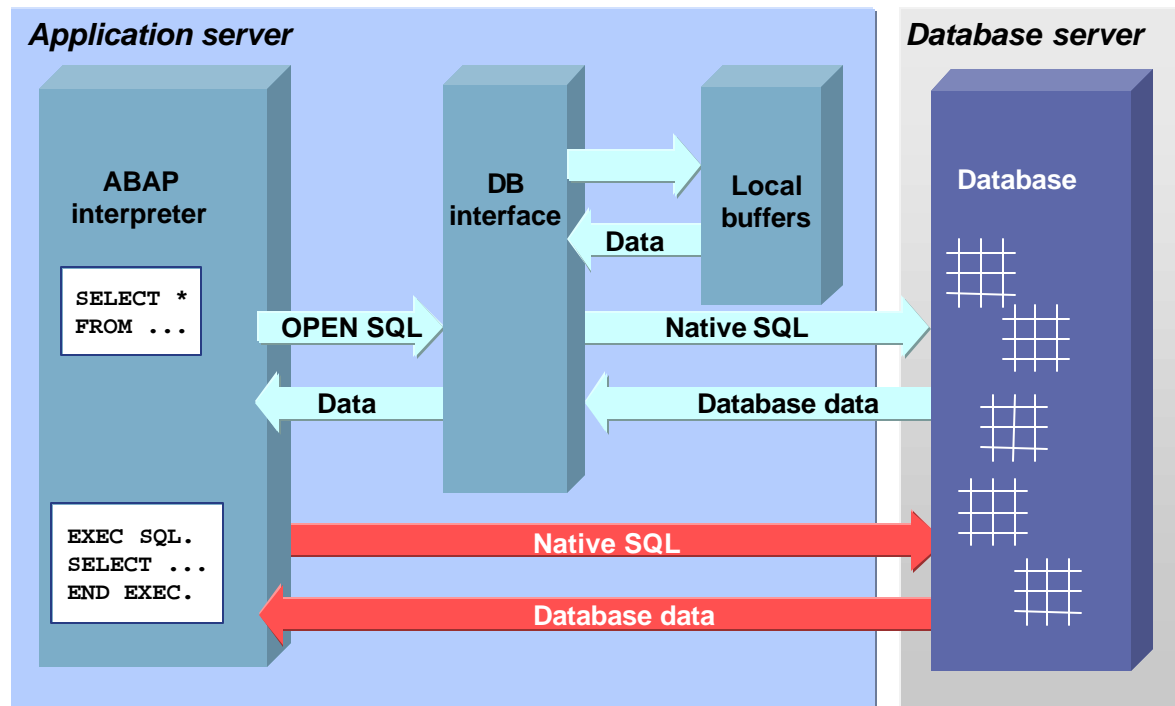 Application server
Database server
ABAP
interpreter
DB
interface
Local
buffers
Database
Data
SELECT *
FROM ...
OPEN SQL
Native SQL
Data
Database data
EXEC SQL.
SELECT ...
END EXEC.
Native SQL
Database data